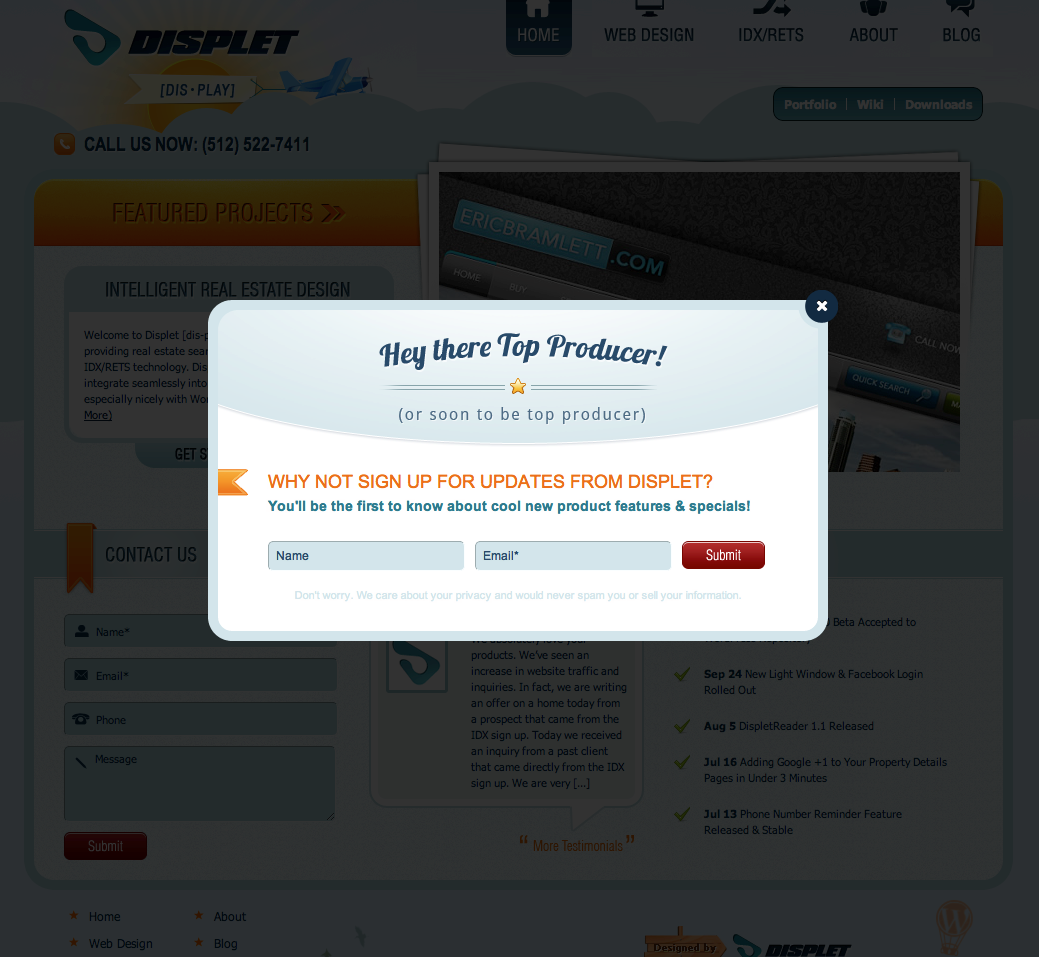 DISPLET
[DIS • PLAY]
HOME
WEB DESIGN
IDX/RETS
ABOUT
BLOG
Portfolio | Wiki | Downloads
CALL US NOW: (512) 522-7411
FEATURED PROJECTS
ERICBRAMLETT.COM
HOME
BUY
CALL NOW
QUICK SEARCH
INTELLIGENT REAL ESTATE DESIGN
Welcome to Displet [dis-p
providing real estate sear
IDX/RETS technology. Dis
integrate seamlessly into
especially nicely with Wor
More)
GET S
Hey there Top Producer!
(or soon to be top producer)
WHY NOT SIGN UP FOR UPDATES FROM DISPLET?
You'll be the first to know about cool new product features & specials!
Name
Email*
Submit
Don't worry. We care about your privacy and would never spam you or sell your information.
CONTACT US
Name*
Email*
Phone
Message
Submit
products. We've seen an
increase in website traffic and
inquiries. In fact, we are writing
an offer on a home today from
a prospect that came from the
IDX sign up. Today we received
an inquiry from a past client
that came directly from the IDX
sign up. We are very [...]
“ More Testimonials ”
Beta Accepted to
Sep 24 New Light Window & Facebook Login
Rolled Out
Aug 5 DispletReader 1.1 Released
Jul 16 Adding Google +1 to Your Property Details
Pages in Under 3 Minutes
Jul 13 Phone Number Reminder Feature
Released & Stable
Home
About
Web Design
Blog
Designed by
DISPLET